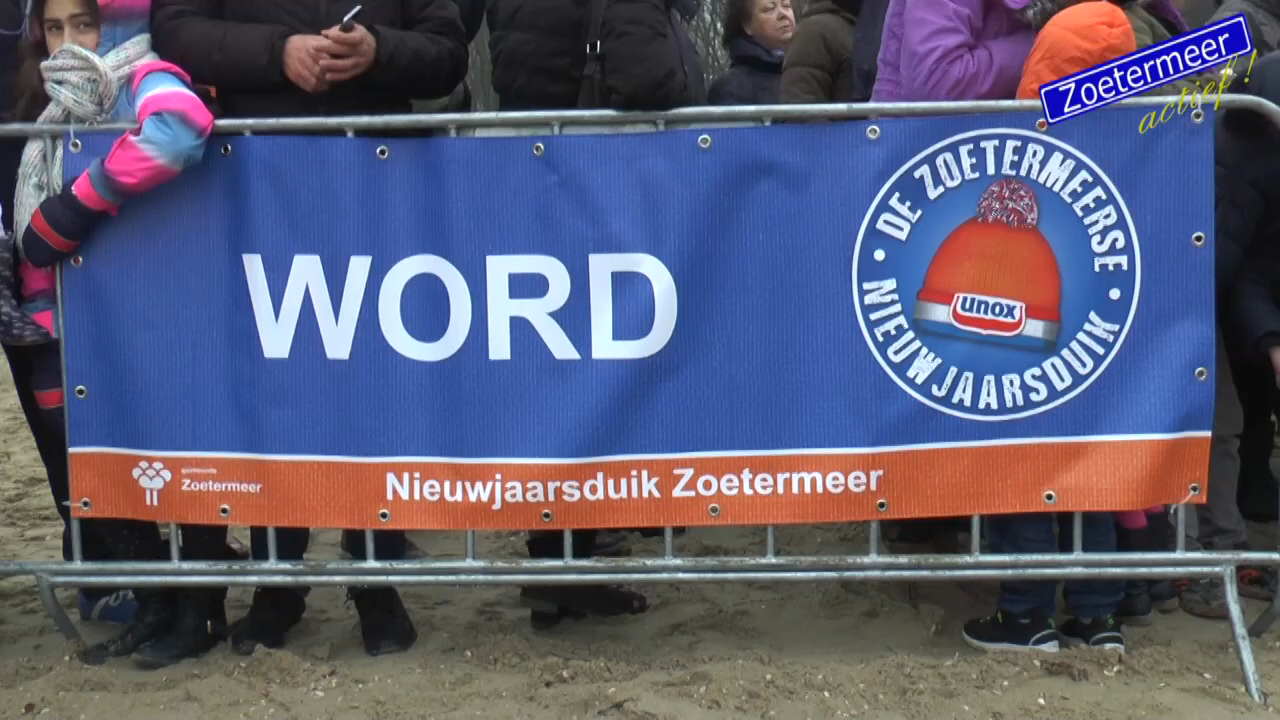 Zoetermeer
actief!
DE ZOETERMEERSE
unox
NIEUWJAARSDUIK
WORD
Zoetermeer
Nieuwjaarsduik Zoetermeer